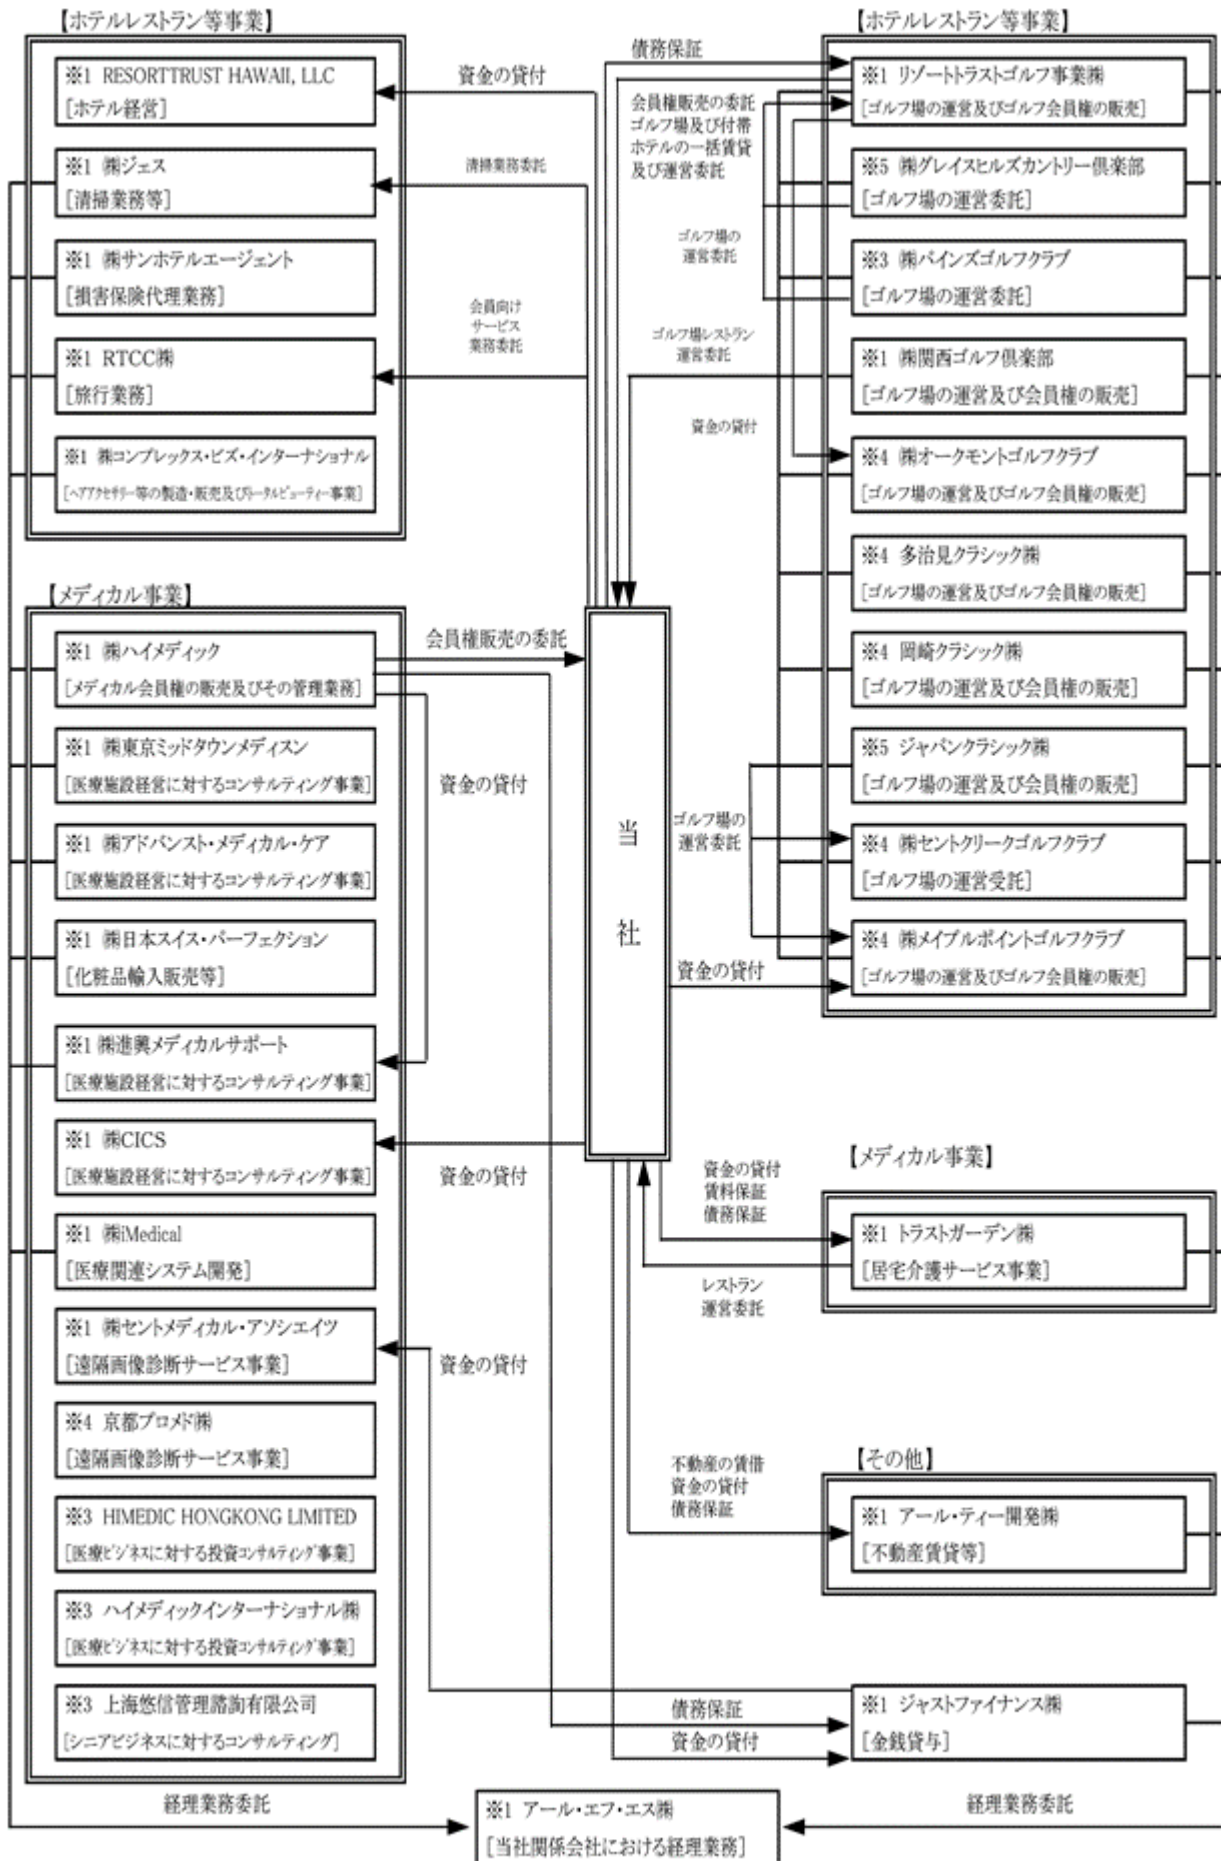 【ホテルレストラン等事業】
※1 RESORTTRUST HAWAII, LLC
[ホテル経営]
※1 ㈱ジェス
[清掃業務等]
※1 ㈱サンホテルエージェント
[損害保険代理業務]
※1 RTCC㈱
[旅行業務]
※1 ㈱コンプレックス・ビズ・インターナショナル
[ヘアアクセサリー等の製造・販売及びトータルビューティー事業]
【メディカル事業】
※1 ㈱ハイメディック
[メディカル会員権の販売及びその管理業務]
※1 ㈱東京ミッドタウンメディスン
[医療施設経営に対するコンサルティング事業]
※1 ㈱アドバンスト・メディカル・ケア
[医療施設経営に対するコンサルティング事業]
※1 ㈱日本スイス・パーフェクション
[化粧品輸入販売等]
※1 ㈱進興メディカルサポート
[医療施設経営に対するコンサルティング事業]
※1 ㈱CICS
[医療施設経営に対するコンサルティング事業]
※1 ㈱iMedical
[医療関連システム開発]
※1 ㈱セントメディカル・アソシエイツ
[遠隔画像診断サービス事業]
※4 京都プロメド㈱
[遠隔画像診断サービス事業]
※3 HIMEDIC HONGKONG LIMITED
[医療ビジネスに対する投資コンサルティング事業]
※3 ハイメディックインターナショナル㈱
[医療ビジネスに対する投資コンサルティング事業]
※3 上海悠信管理諮詢有限公司
[シニアビジネスに対するコンサルティング]
経理業務委託
資金の貸付
清掃業務委託
会員向け
サービス
業務委託
会員権販売の委託
資金の貸付
資金の貸付
資金の貸付
当
社
債務保証
会員権販売の委託
ゴルフ場及び付帯
ホテルの一括賃貸
及び運営委託
ゴルフ場の
運営委託
ゴルフ場レストラン
運営委託
資金の貸付
ゴルフ場の
運営委託
資金の貸付
資金の貸付
賃料保証
債務保証
レストラン
運営委託
不動産の賃借
資金の貸付
債務保証
債務保証
資金の貸付
【ホテルレストラン等事業】
※1 リゾートトラストゴルフ事業㈱
[ゴルフ場の運営及びゴルフ会員権の販売]
※5 ㈱グレイスヒルズカントリー倶楽部
[ゴルフ場の運営委託]
※3 ㈱パインズゴルフクラブ
[ゴルフ場の運営委託]
※1 ㈱関西ゴルフ倶楽部
[ゴルフ場の運営及び会員権の販売]
※4 ㈱オークモントゴルフクラブ
[ゴルフ場の運営及びゴルフ会員権の販売]
※4 多治見クラシック㈱
[ゴルフ場の運営及びゴルフ会員権の販売]
※4 岡崎クラシック㈱
[ゴルフ場の運営及び会員権の販売]
※5 ジャパンクラシック㈱
[ゴルフ場の運営及び会員権の販売]
※4 ㈱セントクリークゴルフクラブ
[ゴルフ場の運営受託]
※4 ㈱メイプルポイントゴルフクラブ
[ゴルフ場の運営及びゴルフ会員権の販売]
【メディカル事業】
※1 トラストガーデン㈱
[居宅介護サービス事業]
【その他】
※1 アール・ティー開発㈱
[不動産賃貸等]
※1 ジャストファイナンス㈱
[金銭貸与]
経理業務委託
※1 アール・エフ・エス㈱
[当社関係会社における経理業務]